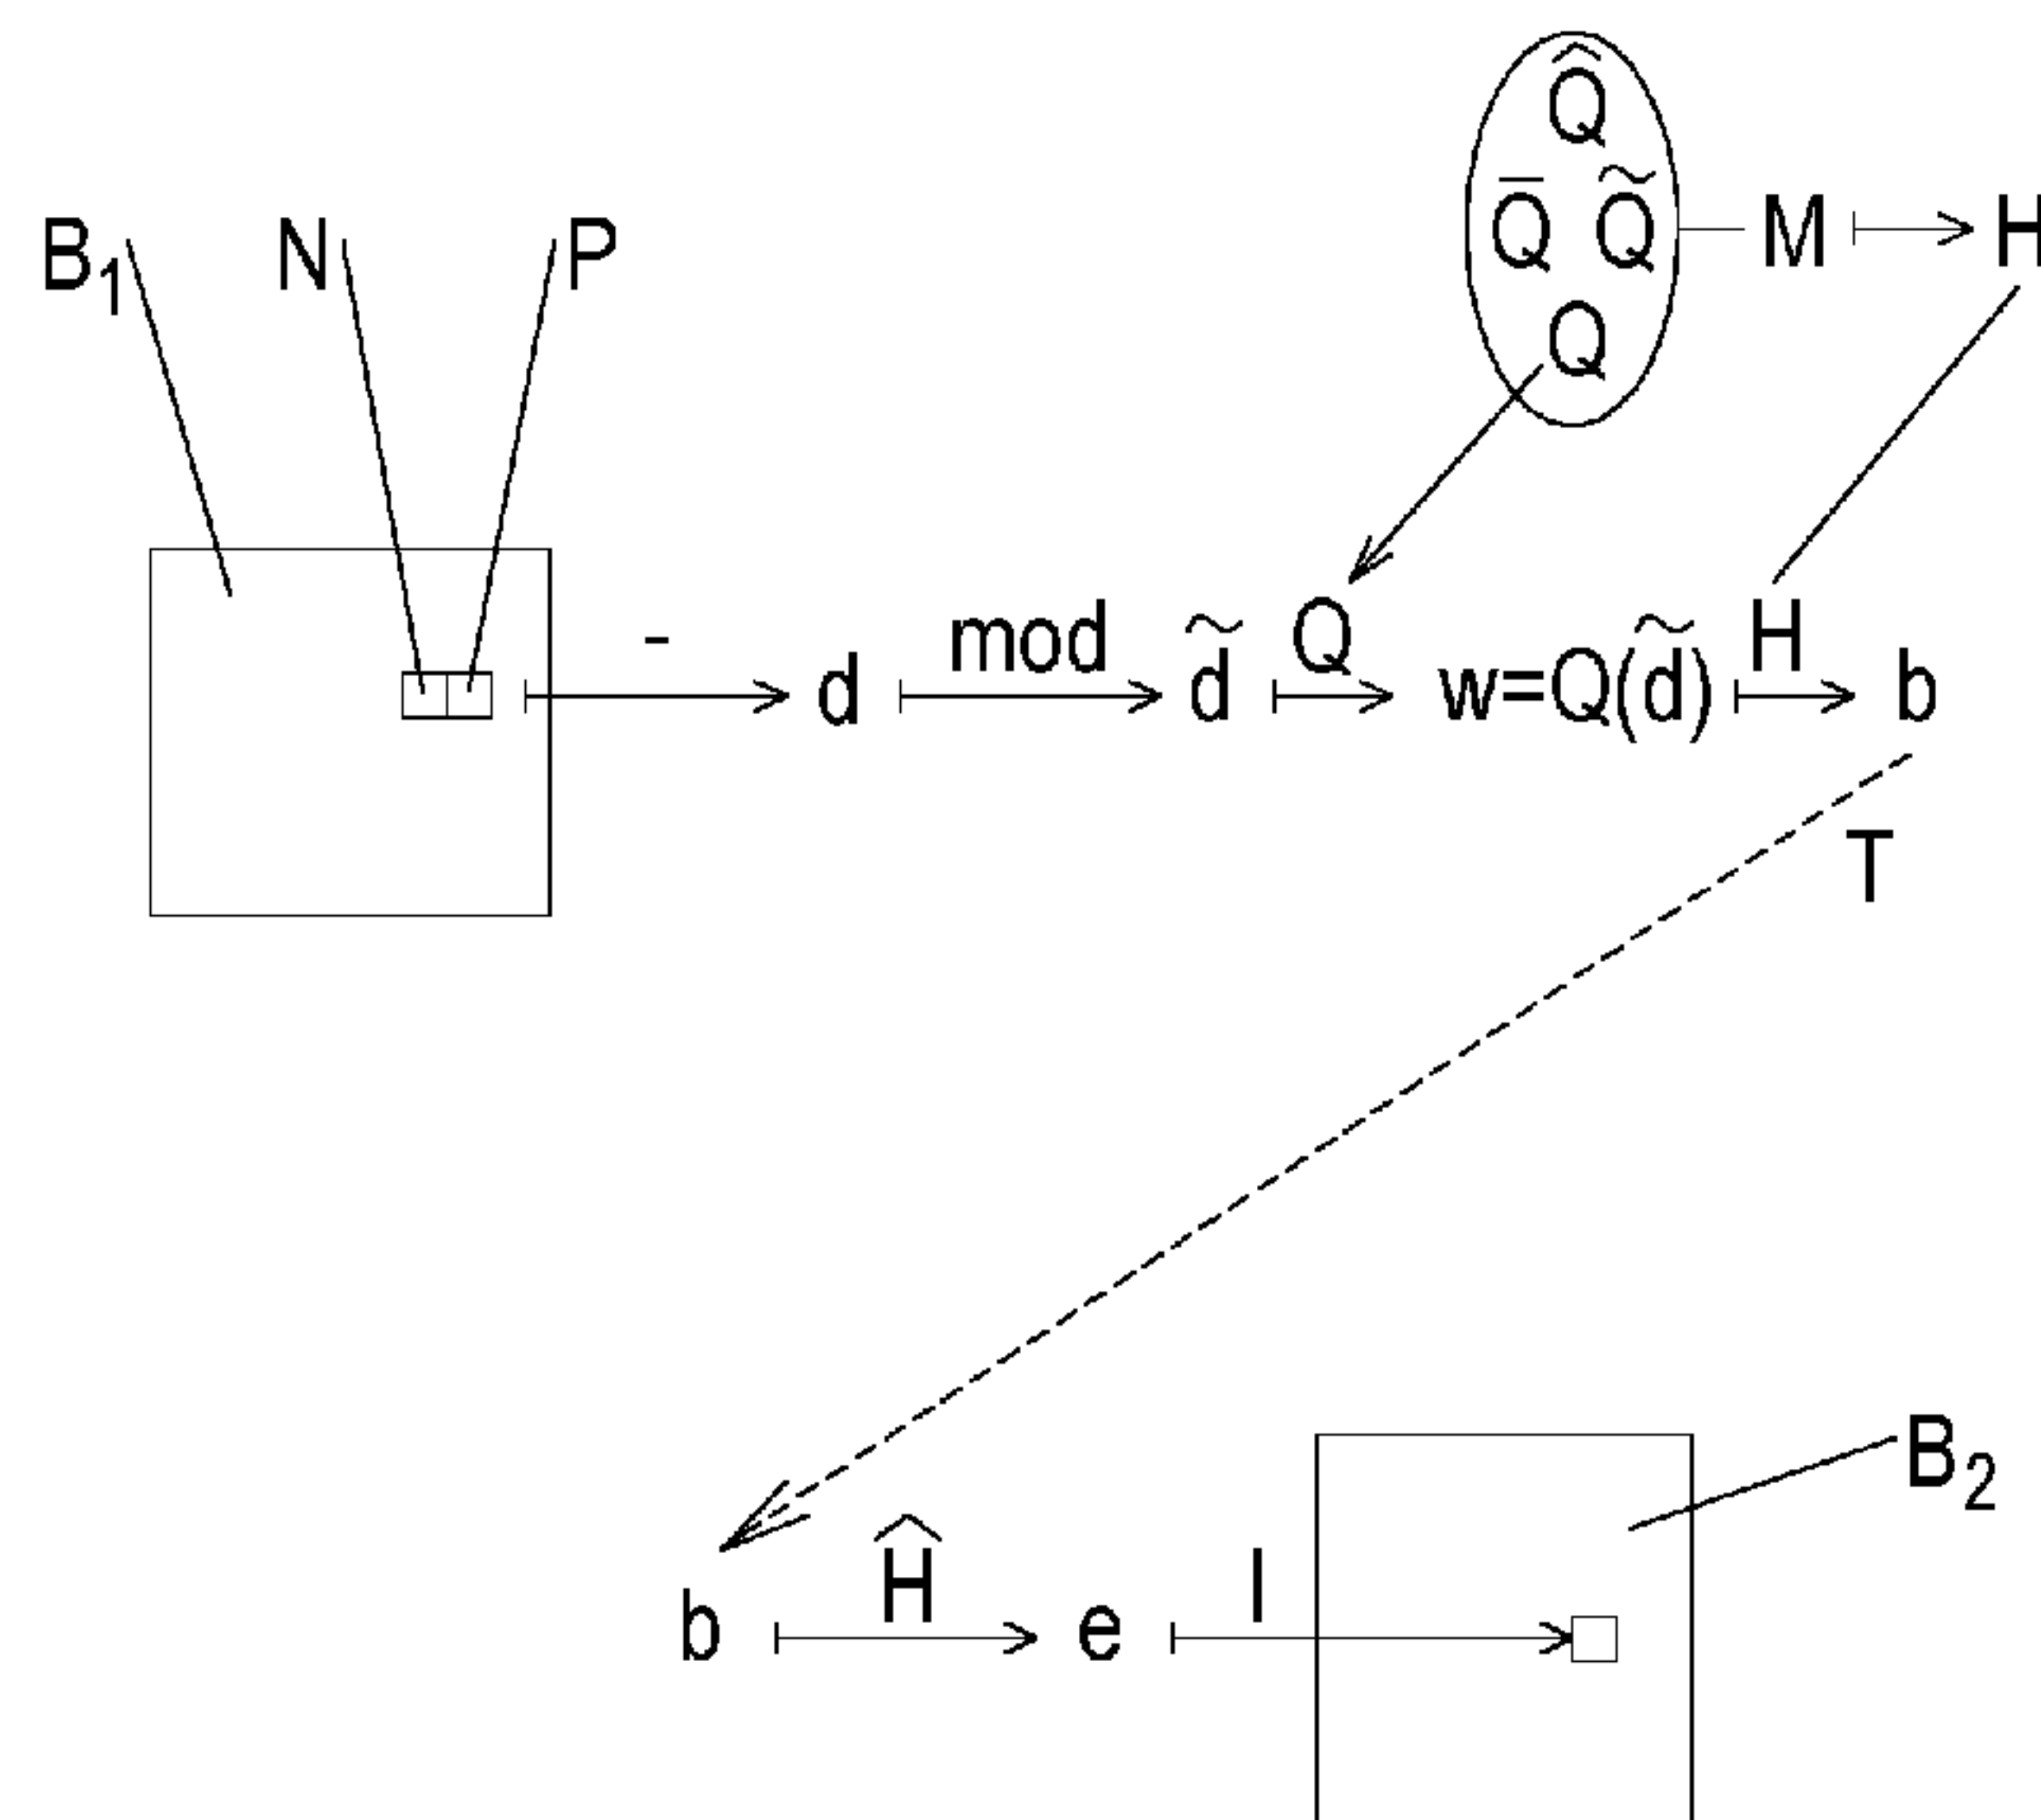 Q̂
Q̄ Q̃ M H
Q
B₁ N P
- mod Q H
d d̃ w=Q(d̃) b
T
B₂
Ĥ I
b e